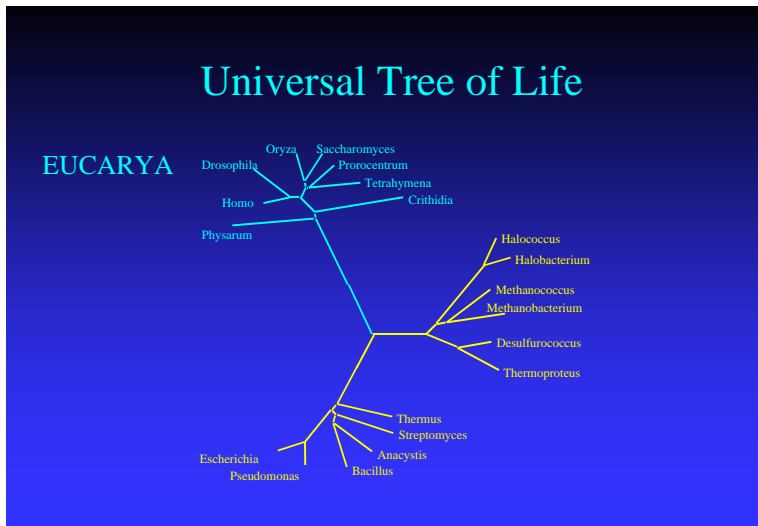 Universal Tree of Life
EUCARYA
Oryza
Saccharomyces
Drosophila
Prorocentrum
Tetrahymena
Homo
Crithidia
Physarum
Halococcus
Halobacterium
Methanococcus
Methanobacterium
Desulfurococcus
Thermoproteus
Thermus
Streptomyces
Anacystis
Bacillus
Escherichia
Pseudomonas